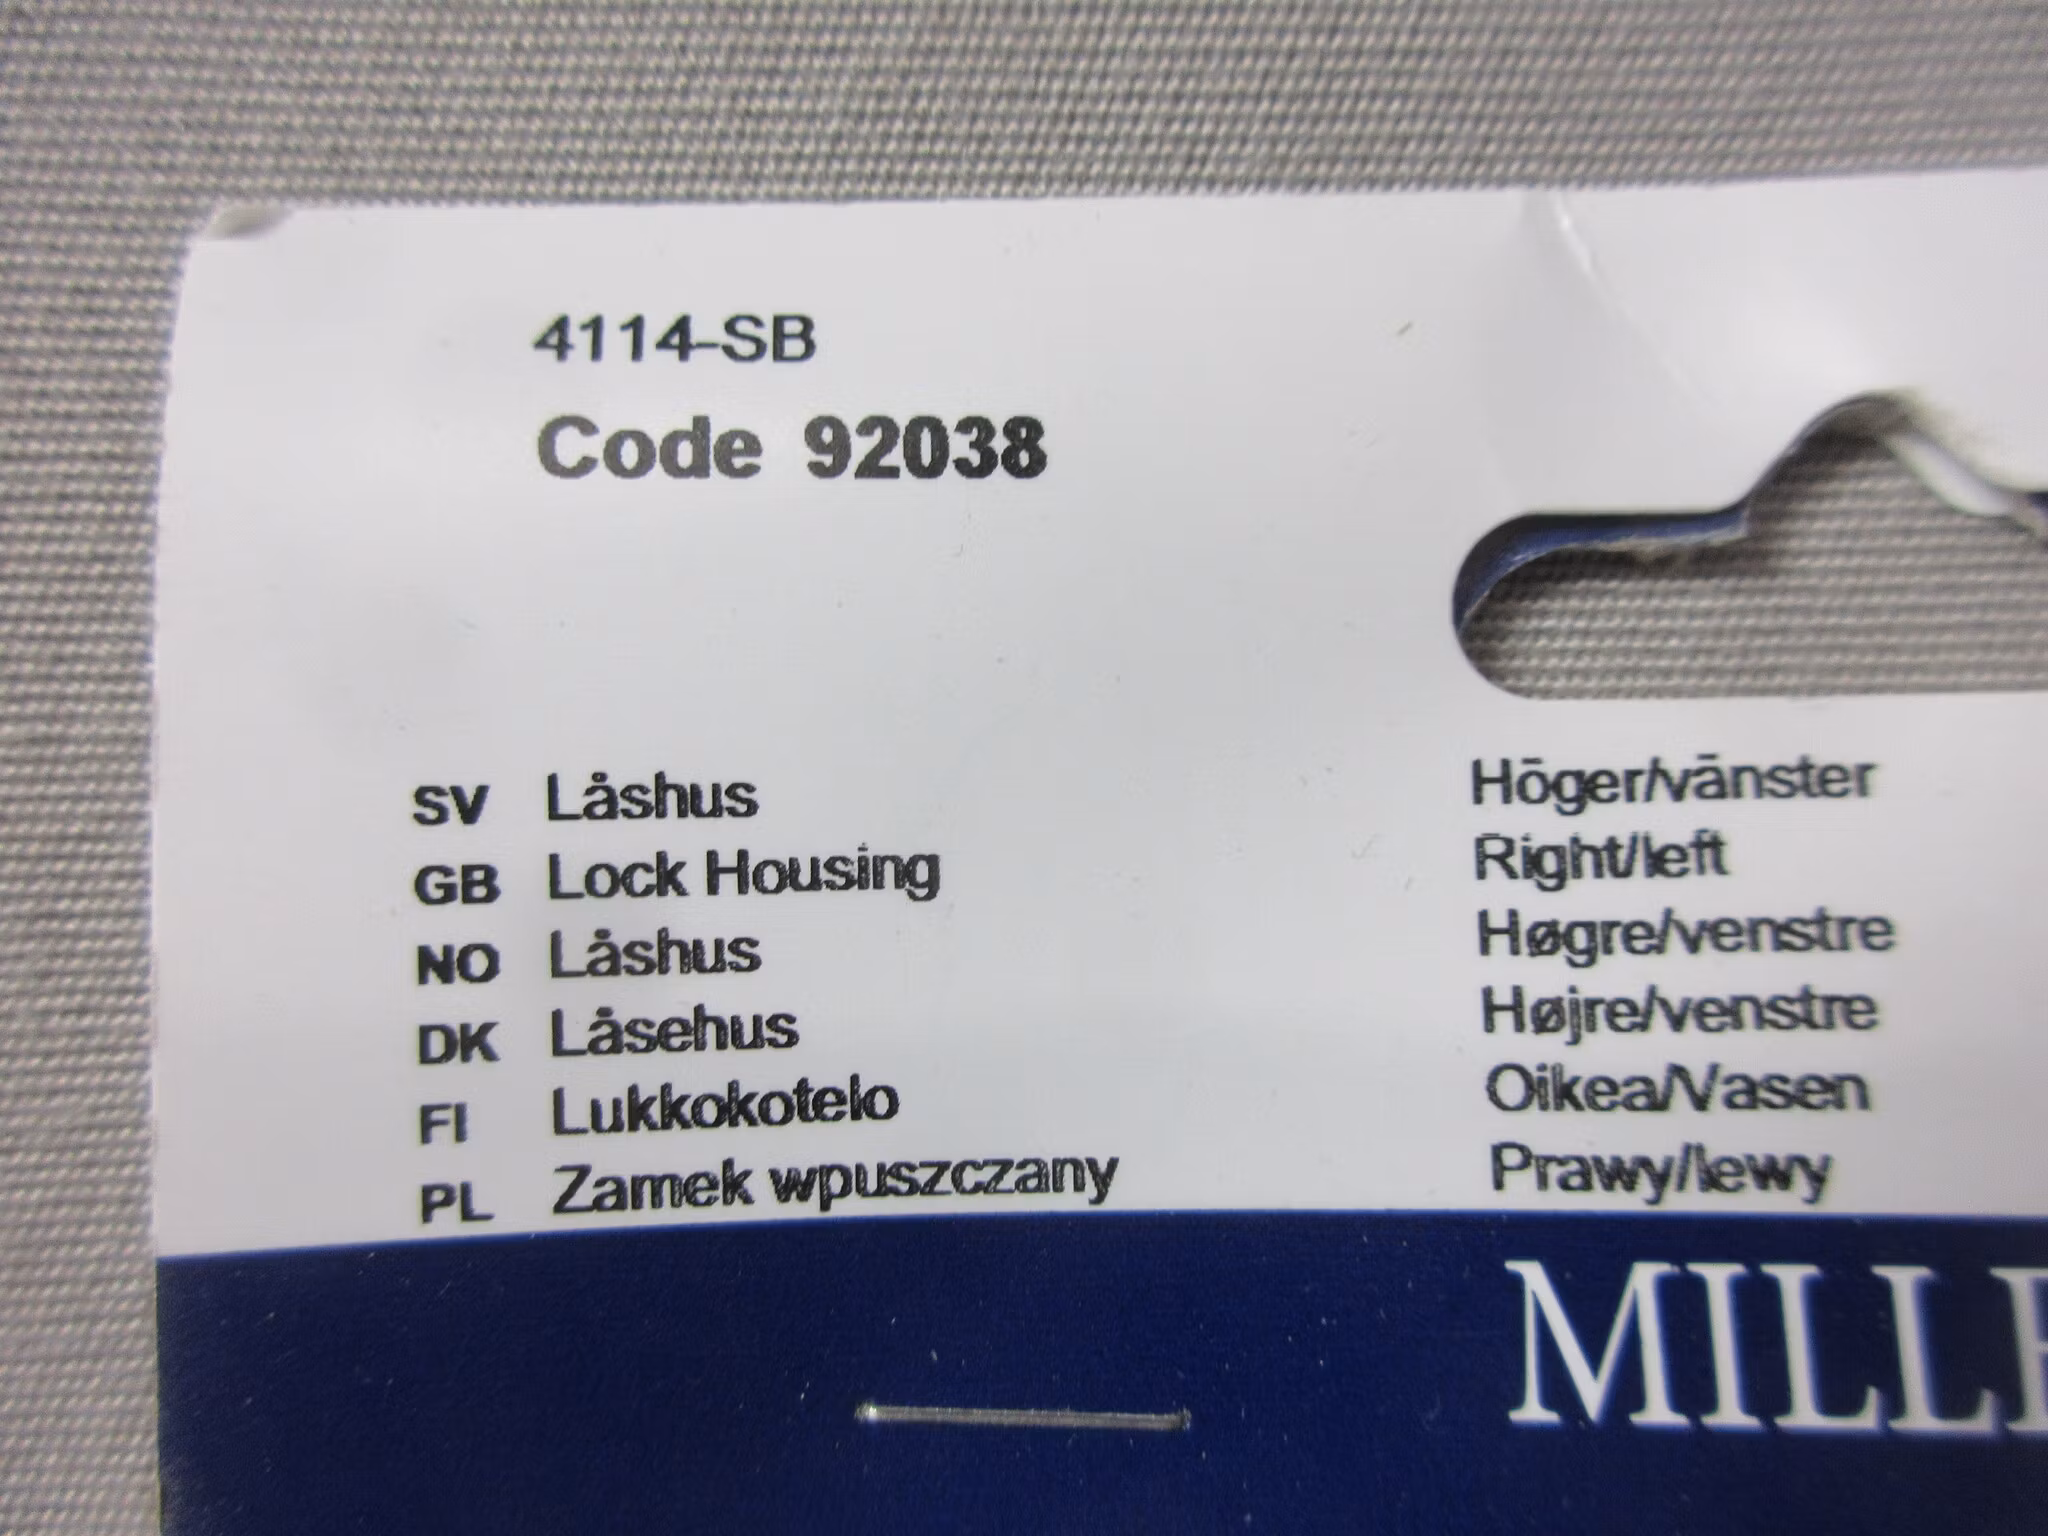 4114-SB
Code 92038
SV Låshus Höger/vänster
GB Lock Housing Right/left
NO Låshus Høgre/venstre
DK Låsehus Højre/venstre
FI Lukkokotelo Oikea/Vasen
PL Zamek wpuszczany Prawy/lewy
MILL